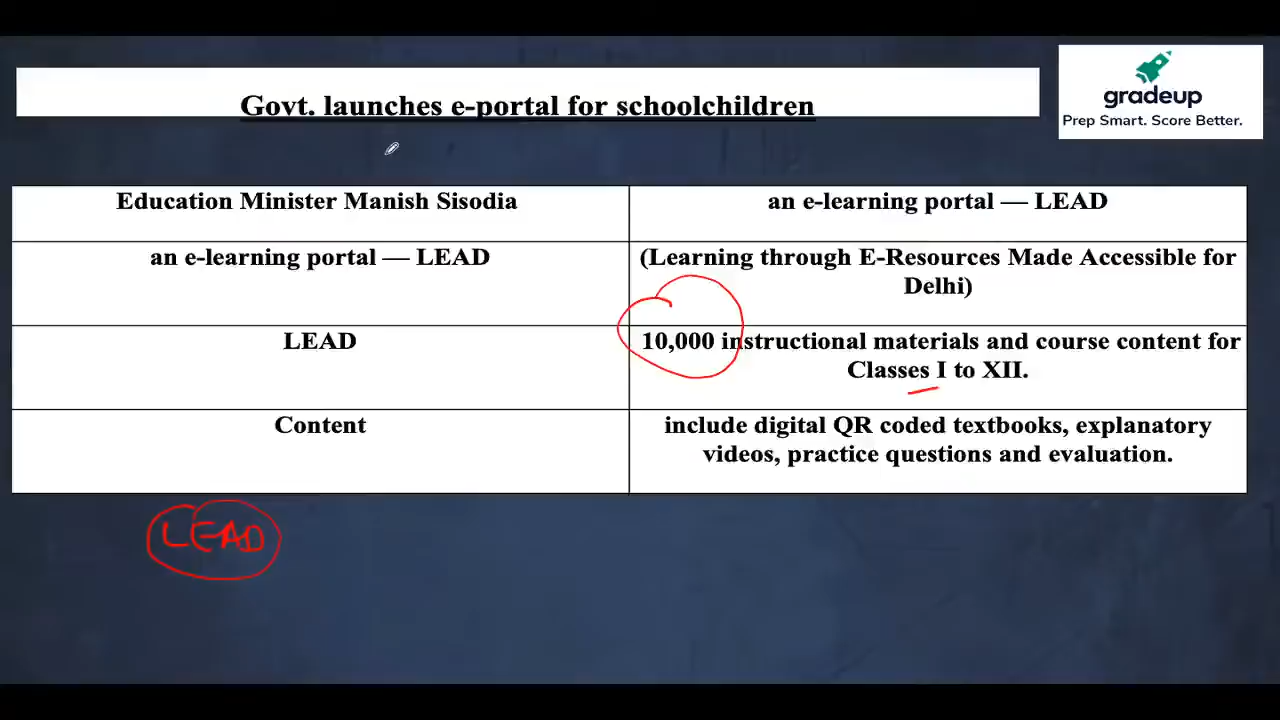 Govt. launches e-portal for schoolchildren
gradeup
Prep Smart. Score Better.
Education Minister Manish Sisodia
an e-learning portal — LEAD
an e-learning portal — LEAD
(Learning through E-Resources Made Accessible for
Delhi)
LEAD
10,000 instructional materials and course content for
Classes I to XII.
Content
include digital QR coded textbooks, explanatory
videos, practice questions and evaluation.
LEAD